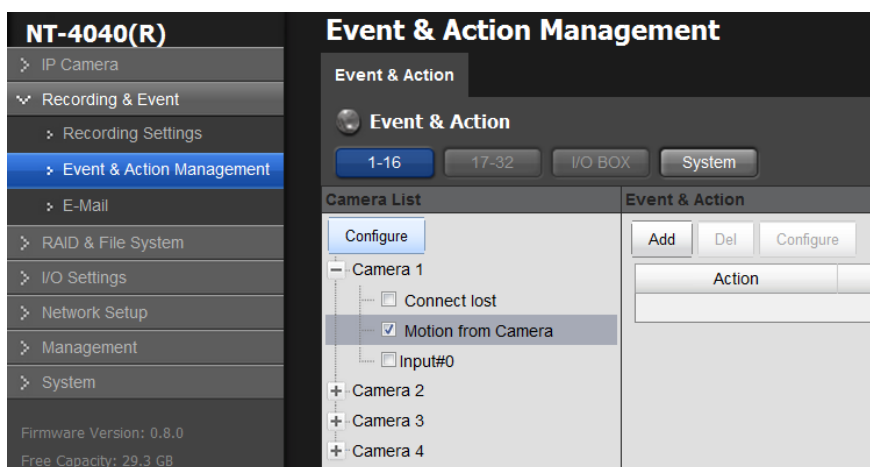 NT-4040(R)
IP Camera
Recording & Event
Recording Settings
Event & Action Management
E-Mail
RAID & File System
I/O Settings
Network Setup
Management
System
Firmware Version: 0.8.0
Free Capacity: 29.3 GB
Event & Action Management
Event & Action
Event & Action
1-16 17-32 I/O BOX System
Camera List
Configure
Camera 1
Connect lost
Motion from Camera
Input#0
Camera 2
Camera 3
Camera 4
Event & Action
Add Del Configure
Action